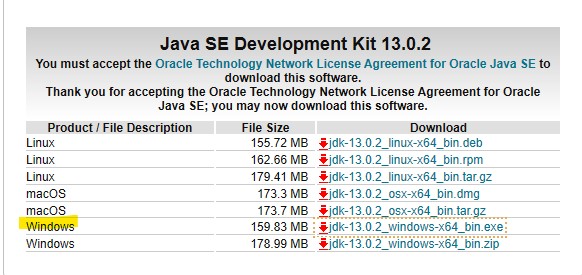 Java SE Development Kit 13.0.2
You must accept the Oracle Technology Network License Agreement for Oracle Java SE to
download this software.
Thank you for accepting the Oracle Technology Network License Agreement for Oracle
Java SE; you may now download this software.
Product / File Description File Size Download
Linux 155.72 MB jdk-13.0.2_linux-x64_bin.deb
Linux 162.66 MB jdk-13.0.2_linux-x64_bin.rpm
Linux 179.41 MB jdk-13.0.2_linux-x64_bin.tar.gz
macOS 173.3 MB jdk-13.0.2_osx-x64_bin.dmg
macOS 173.7 MB jdk-13.0.2_osx-x64_bin.tar.gz
Windows 159.83 MB jdk-13.0.2_windows-x64_bin.exe
Windows 178.99 MB jdk-13.0.2_windows-x64_bin.zip